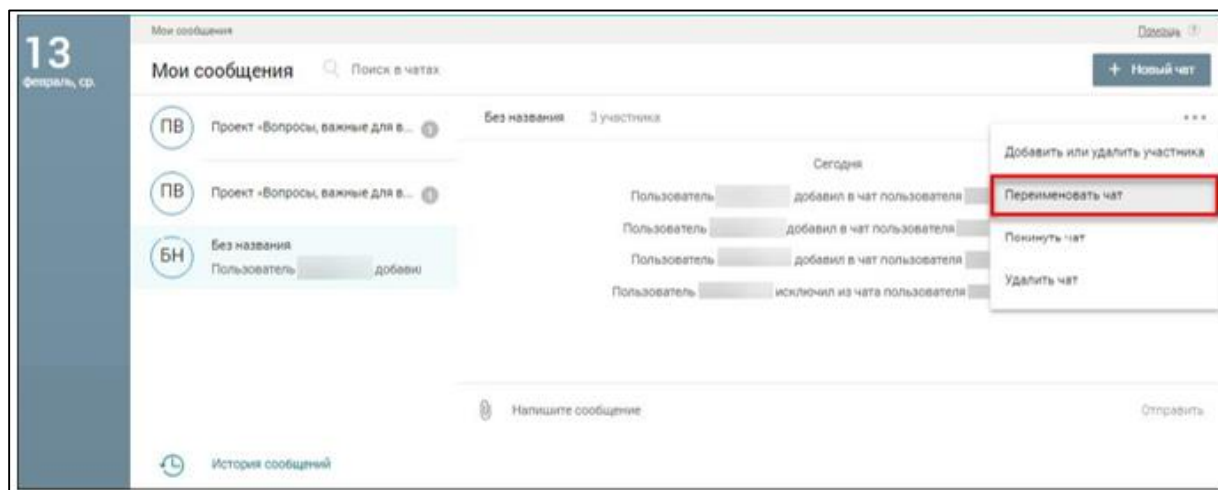 13
февраль, ср.
Мои сообщения
Помощь ?
Мои сообщения
Поиск в чатах
+ Новый чат
ПВ
Проект «Вопросы, важные для в... 1
ПВ
Проект «Вопросы, важные для в... 1
БН
Без названия
Пользователь добавил
История сообщений
Без названия 3 участника
Сегодня
Пользователь добавил в чат пользователя
Пользователь добавил в чат пользователя
Пользователь добавил в чат пользователя
Пользователь исключил из чата пользователя
Добавить или удалить участника
Переименовать чат
Покинуть чат
Удалить чат
Напишите сообщение
Отправить